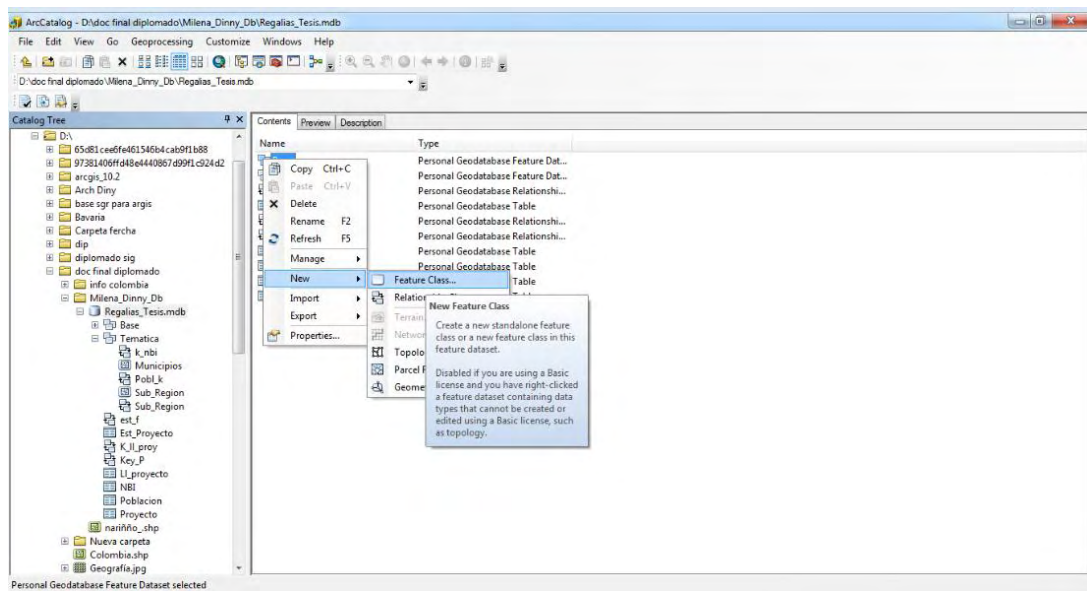 ArcCatalog - D:\doc final diplomado\Milena_Dinny_Db\Regalias_Tesis.mdb
File Edit View Go Geoprocessing Customize Windows Help
D:\doc final diplomado\Milena_Dinny_Db\Regalias_Tesis.mdb
Catalog Tree
D:\
65d81cee6fe461546b4cab9f1b88
97381406ffd48e4440867d99f1c924d2
arcgis_10.2
Arch Diny
base sgr para argis
Bavaria
Carpeta fercha
dip
diplomado sig
doc final diplomado
info colombia
Milena_Dinny_Db
Regalias_Tesis.mdb
Base
Tematica
k_nbi
Municipios
Pobl_k
Sub_Region
Sub_Region
est_f
Est_Proyecto
K_ll_proy
Key_P
Ll_proyecto
NBI
Poblacion
Proyecto
nariñño_.shp
Nueva carpeta
Colombia.shp
Geografía.jpg
Contents Preview Description
Name Type
Personal Geodatabase Feature Dat...
Personal Geodatabase Feature Dat...
Personal Geodatabase Relationshi...
Personal Geodatabase Table
Personal Geodatabase Relationshi...
Personal Geodatabase Relationshi...
Personal Geodatabase Table
Personal Geodatabase Table
Table
Copy Ctrl+C
Paste Ctrl+V
Delete
Rename F2
Refresh F5
Manage
New
Import
Export
Properties...
Feature Class...
New Feature Class
Create a new standalone feature
class or a new feature class in this
feature dataset.
Disabled if you are using a Basic
license and you have right-clicked
a feature dataset containing data
types that cannot be created or
edited using a Basic license, such
as topology.
Personal Geodatabase Feature Dataset selected